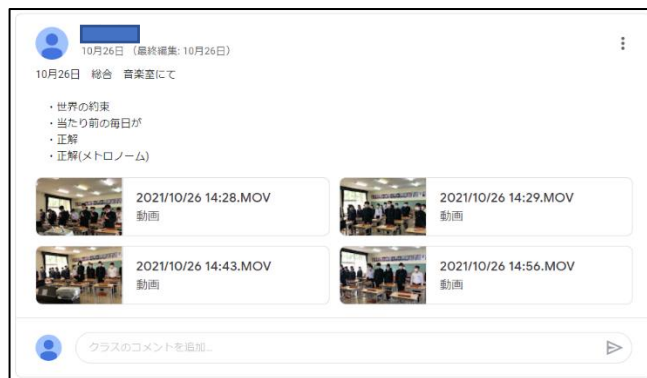 10月26日 （最終編集: 10月26日）
10月26日　総合　音楽室にて
・世界の約束
・当たり前の毎日が
・正解
・正解(メトロノーム)
2021/10/26 14:28.MOV
動画
2021/10/26 14:29.MOV
動画
2021/10/26 14:43.MOV
動画
2021/10/26 14:56.MOV
動画
クラスのコメントを追加...